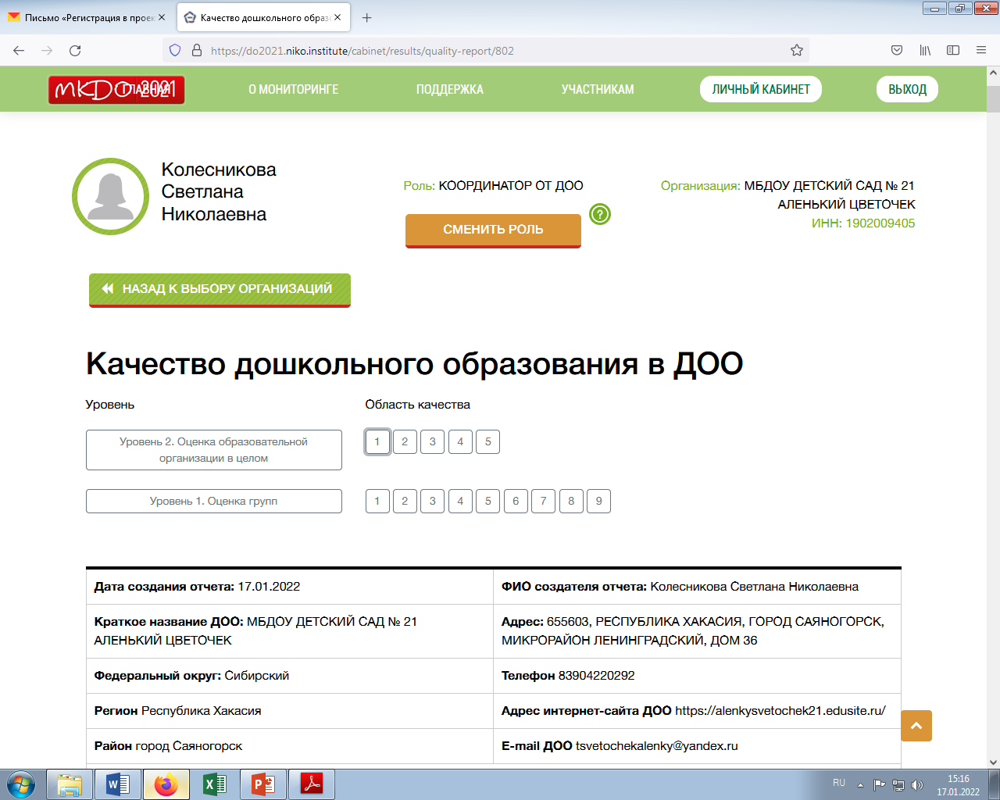 Письмо «Регистрация в проек
Качество дошкольного образо
https://do2021.niko.institute/cabinet/results/quality-report/802
МКДО 2021
ГЛАВНАЯ
О МОНИТОРИНГЕ
ПОДДЕРЖКА
УЧАСТНИКАМ
ЛИЧНЫЙ КАБИНЕТ
ВЫХОД
Колесникова
Светлана
Николаевна
Роль: КООРДИНАТОР ОТ ДОО
СМЕНИТЬ РОЛЬ
?
Организация: МБДОУ ДЕТСКИЙ САД № 21
АЛЕНЬКИЙ ЦВЕТОЧЕК
ИНН: 1902009405
НАЗАД К ВЫБОРУ ОРГАНИЗАЦИЙ
Качество дошкольного образования в ДОО
Уровень
Область качества
Уровень 2. Оценка образовательной
организации в целом
1 2 3 4 5
Уровень 1. Оценка групп
1 2 3 4 5 6 7 8 9
Дата создания отчета: 17.01.2022
ФИО создателя отчета: Колесникова Светлана Николаевна
Краткое название ДОО: МБДОУ ДЕТСКИЙ САД № 21
АЛЕНЬКИЙ ЦВЕТОЧЕК
Адрес: 655603, РЕСПУБЛИКА ХАКАСИЯ, ГОРОД САЯНОГОРСК,
МИКРОРАЙОН ЛЕНИНГРАДСКИЙ, ДОМ 36
Федеральный округ: Сибирский
Телефон 83904220292
Регион Республика Хакасия
Адрес интернет-сайта ДОО https://alenkysvetochek21.edusite.ru/
Район город Саяногорск
E-mail ДОО tsvetochekalenky@yandex.ru
RU
15:16
17.01.2022